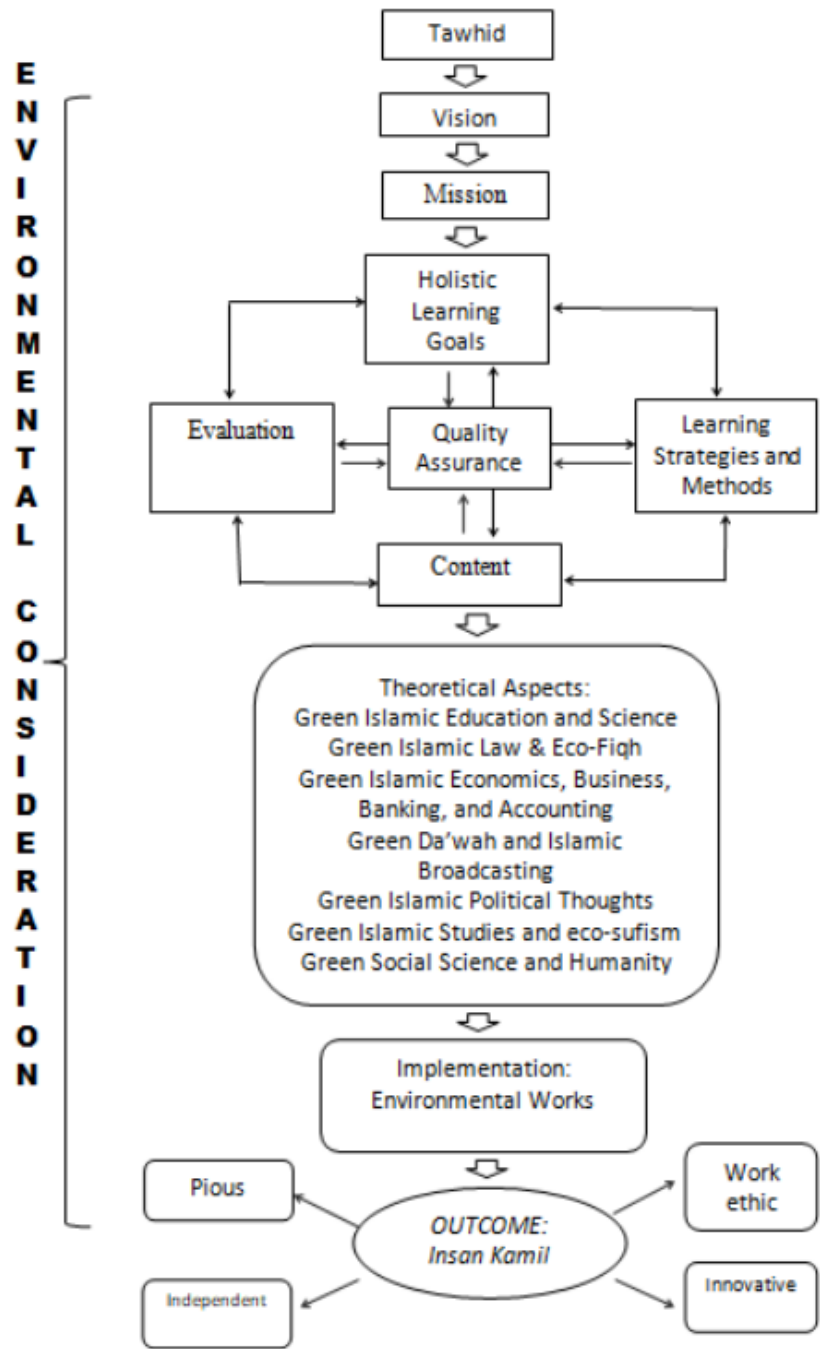 ENVIRONMENTAL CONSIDERATION
Tawhid
Vision
Mission
Holistic
Learning
Goals
Evaluation
Quality
Assurance
Learning
Strategies and
Methods
Content
Theoretical Aspects:
Green Islamic Education and Science
Green Islamic Law & Eco-Fiqh
Green Islamic Economics, Business,
Banking, and Accounting
Green Da'wah and Islamic
Broadcasting
Green Islamic Political Thoughts
Green Islamic Studies and eco-sufism
Green Social Science and Humanity
Implementation:
Environmental Works
Pious
Work
ethic
OUTCOME:
Insan Kamil
Independent
Innovative